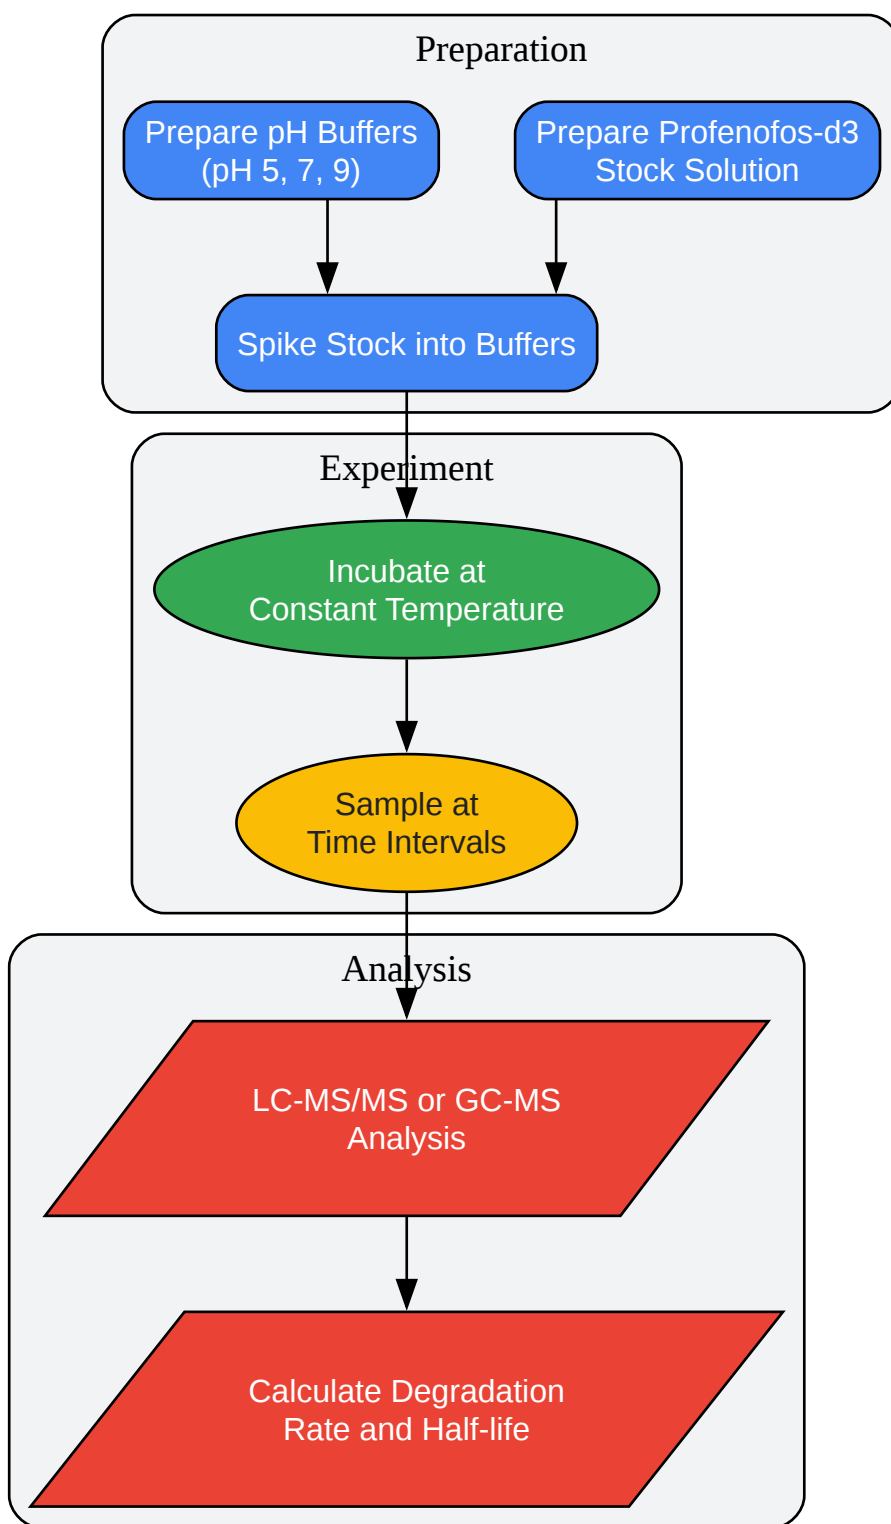 Preparation
Prepare pH Buffers
(pH 5, 7, 9)
Prepare Profenofos-d3
Stock Solution
Spike Stock into Buffers
Experiment
Incubate at
Constant Temperature
Sample at
Time Intervals
Analysis
LC-MS/MS or GC-MS
Analysis
Calculate Degradation
Rate and Half-life